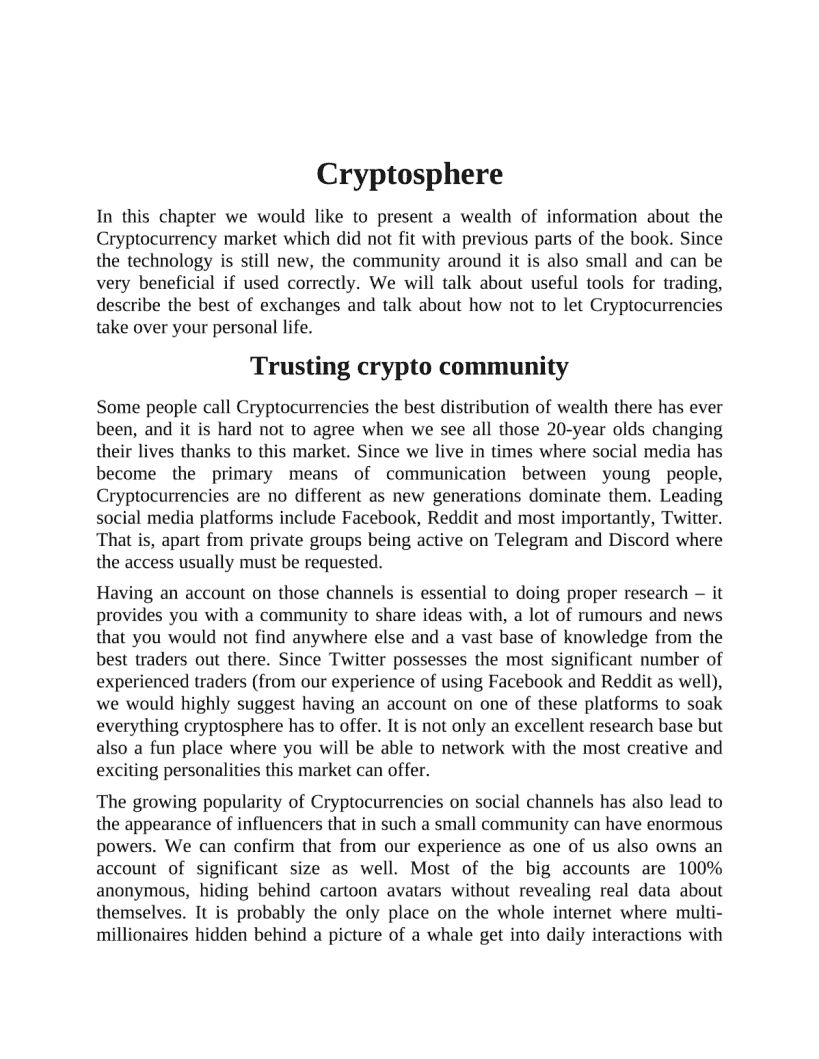 Cryptosphere
In this chapter we would like to present a wealth of information about the
Cryptocurrency market which did not fit with previous parts of the book. Since
the technology is still new, the community around it is also small and can be
very beneficial if used correctly. We will talk about useful tools for trading,
describe the best of exchanges and talk about how not to let Cryptocurrencies
take over your personal life.
Trusting crypto community
Some people call Cryptocurrencies the best distribution of wealth there has ever
been, and it is hard not to agree when we see all those 20-year olds changing
their lives thanks to this market. Since we live in times where social media has
become the primary means of communication between young people,
Cryptocurrencies are no different as new generations dominate them. Leading
social media platforms include Facebook, Reddit and most importantly, Twitter.
That is, apart from private groups being active on Telegram and Discord where
the access usually must be requested.
Having an account on those channels is essential to doing proper research – it
provides you with a community to share ideas with, a lot of rumours and news
that you would not find anywhere else and a vast base of knowledge from the
best traders out there. Since Twitter possesses the most significant number of
experienced traders (from our experience of using Facebook and Reddit as well),
we would highly suggest having an account on one of these platforms to soak
everything cryptosphere has to offer. It is not only an excellent research base but
also a fun place where you will be able to network with the most creative and
exciting personalities this market can offer.
The growing popularity of Cryptocurrencies on social channels has also lead to
the appearance of influencers that in such a small community can have enormous
powers. We can confirm that from our experience as one of us also owns an
account of significant size as well. Most of the big accounts are 100%
anonymous, hiding behind cartoon avatars without revealing real data about
themselves. It is probably the only place on the whole internet where multi-
millionaires hidden behind a picture of a whale get into daily interactions with